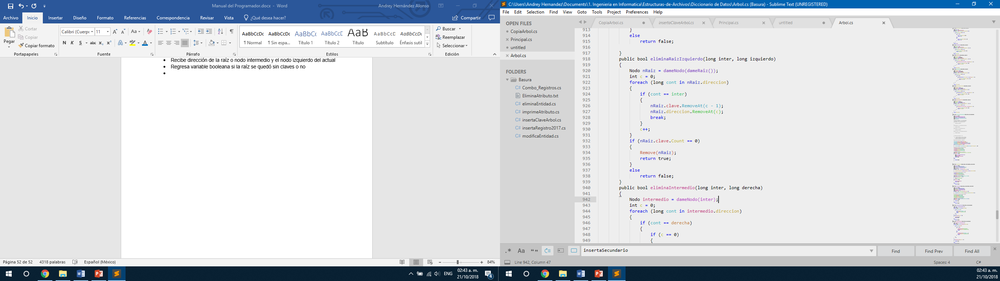 Manual del Programador.docx - Word
Andrey Hernández Alonso
Archivo Inicio Insertar Diseño Formato Referencias Correspondencia Revisar Vista ¿Qué desea hacer? Compartir
Pegar
Cortar
Copiar
Copiar formato
Portapapeles
Calibri (Cuerpo 11
Aa
N K S abc x₂ x²
Fuente
Párrafo
AaBbCcDc AaBbCcDc AaBbCc AaBbCcD AaB AaBbCcD AaBbCcDc
¶ Normal ¶ Sin espa... Título 1 Título 2 Título Subtítulo Énfasis sutil
Estilos
Buscar
Reemplazar
Seleccionar
Edición
• Recibe dirección de la raíz o nodo intermedio y el nodo izquierdo del actual
• Regresa variable booleana si la raíz se quedó sin claves o no
•
Página 52 de 52 4318 palabras Español (México) 84%
ENG 02:43 a. m.
21/10/2018
4
C:\Users\Andrey Hernandez\Documents\1. Ingenieria en Informatica\Estructuras-de-Archivos\Diccionario de Datos\Arbol.cs (Basura) - Sublime Text (UNREGISTERED)
File Edit Selection Find View Goto Tools Project Preferences Help
OPEN FILES
CopiaArbol.cs
Principal.cs
untitled
Arbol.cs
FOLDERS
Basura
Combo_Registros.cs
EliminaAtributo.txt
eliminaEntidad.cs
imprimeAtributo.cs
insertaClaveArbol.cs
insertaRegistro2017.cs
modificaEntidad.cs
CopiaArbol.cs insertaClaveArbol.cs Principal.cs untitled Arbol.cs
913 }
914 else
915 return false;
916
917 }
918 public bool eliminaRaizIzquierdo(long inter, long izquierdo)
919 {
920 Nodo nRaiz = dameNodo(dameRaiz());
921 int c = 0;
922 foreach (long cont in nRaiz.direccion)
923 {
924 if (cont == inter)
925 {
926 nRaiz.clave.RemoveAt(c - 1);
927 nRaiz.direccion.RemoveAt(c);
928 break;
929 }
930 c++;
931 }
932 if (nRaiz.clave.Count == 0)
933 {
934 Remove(nRaiz);
935 return true;
936 }
937 else
938 return false;
939 }
940 public bool eliminaIntermedio(long inter, long derecha)
941 {
942 Nodo intermedio = dameNodo(inter);
943 int c = 0;
944 foreach (long cont in intermedio.direccion)
945 {
946 if (cont == derecha)
947 {
948 if (c == 0)
949 {
.* Aa “” insertaSecundario Find Find Prev Find All
Line 942, Column 47 Spaces: 4 C#
02:43 a. m.
21/10/2018